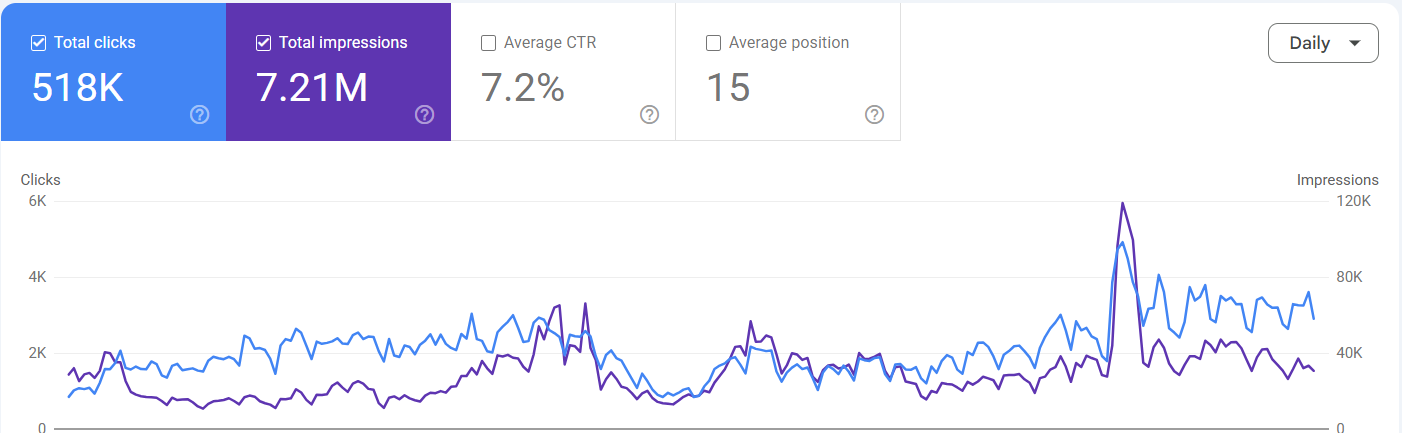 Total clicks
518K
Total impressions
7.21M
Average CTR
7.2%
Average position
15
Daily
Clicks
Impressions
6K
120K
4K
80K
2K
40K
0
0